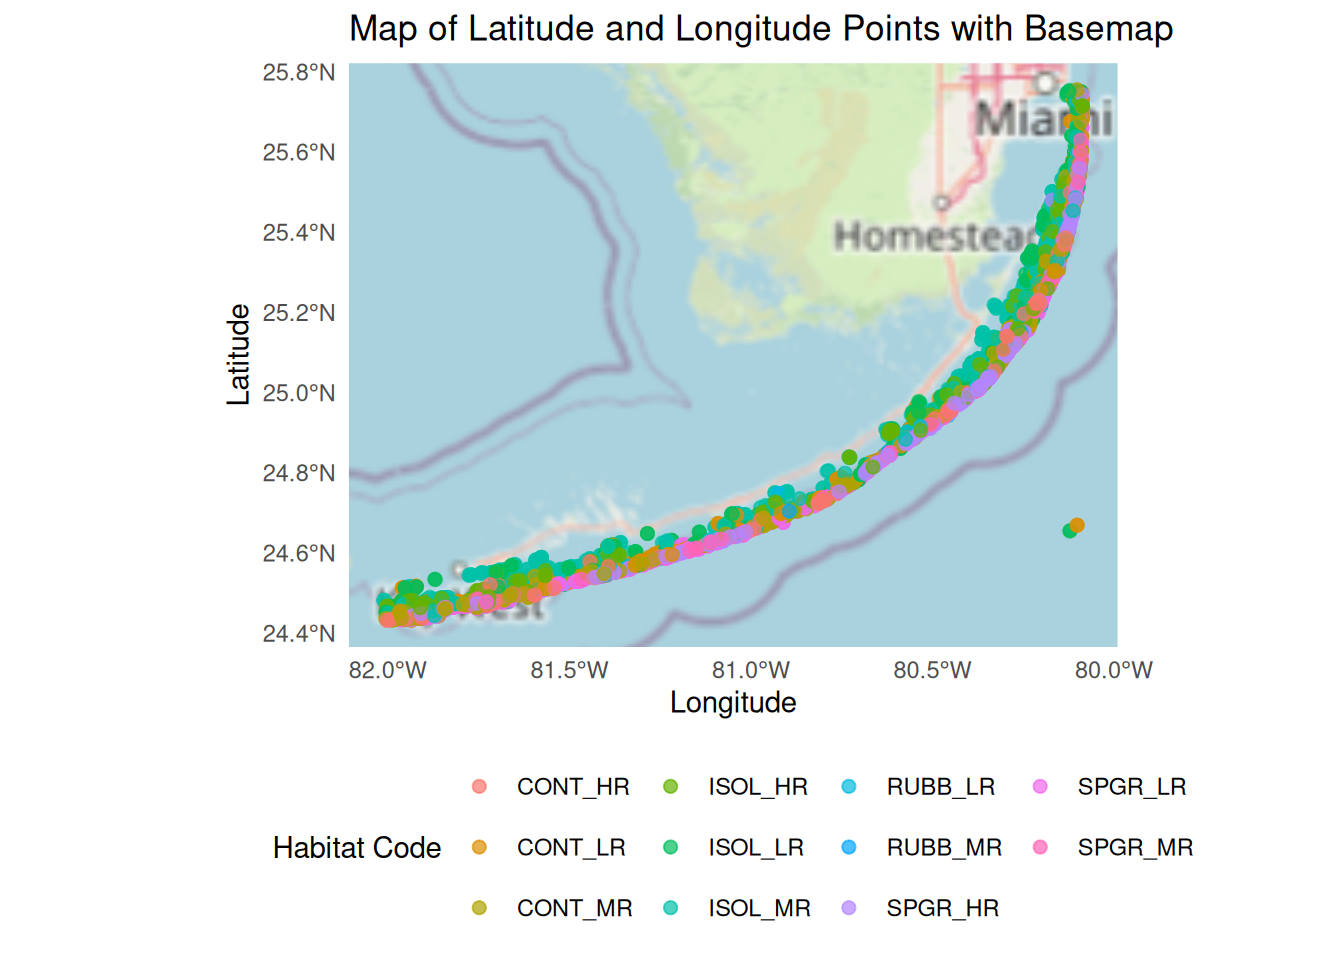 Map of Latitude and Longitude Points with Basemap
25.8°N
25.6°N
25.4°N
25.2°N
25.0°N
24.8°N
24.6°N
24.4°N
Latitude
Miami
Homestead
West
82.0°W
81.5°W
81.0°W
80.5°W
80.0°W
Longitude
Habitat Code
CONT_HR
ISOL_HR
RUBB_LR
SPGR_LR
CONT_LR
ISOL_LR
RUBB_MR
SPGR_MR
CONT_MR
ISOL_MR
SPGR_HR